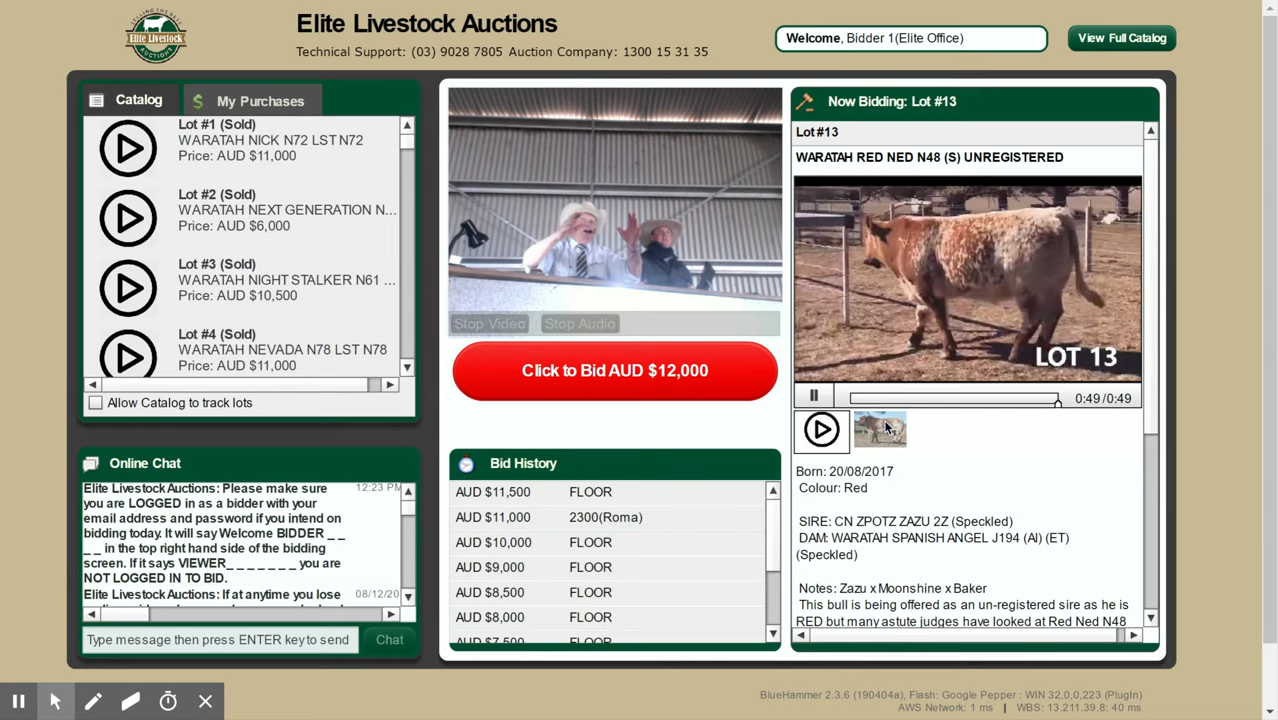 Elite Livestock
AUCTIONS
Elite Livestock Auctions
Technical Support: (03) 9028 7805 Auction Company: 1300 15 31 35
Welcome, Bidder 1(Elite Office)
View Full Catalog
Catalog
My Purchases
Lot #1 (Sold)
WARATAH NICK N72 LST N72
Price: AUD $11,000
Lot #2 (Sold)
WARATAH NEXT GENERATION N...
Price: AUD $6,000
Lot #3 (Sold)
WARATAH NIGHT STALKER N61 ...
Price: AUD $10,500
Lot #4 (Sold)
WARATAH NEVADA N78 LST N78
Price: AUD $11,000
Allow Catalog to track lots
Online Chat
Elite Livestock Auctions: Please make sure 12:23 PM
you are LOGGED in as a bidder with your
email address and password if you intend on
bidding today. It will say Welcome BIDDER _ _
_ _ in the top right hand side of the bidding
screen. If it says VIEWER_ _ _ _ _ _ _ you are
NOT LOGGED IN TO BID.
Elite Livestock Auctions: If at anytime you lose 08/12/20
Type message then press ENTER key to send
Chat
Stop Video Stop Audio
Click to Bid AUD $12,000
Bid History
AUD $11,500 FLOOR
AUD $11,000 2300(Roma)
AUD $10,000 FLOOR
AUD $9,000 FLOOR
AUD $8,500 FLOOR
AUD $8,000 FLOOR
AUD $7,500 FLOOR
Now Bidding: Lot #13
Lot #13
WARATAH RED NED N48 (S) UNREGISTERED
LOT 13
0:49/0:49
Born: 20/08/2017
Colour: Red
SIRE: CN ZPOTZ ZAZU 2Z (Speckled)
DAM: WARATAH SPANISH ANGEL J194 (AI) (ET)
(Speckled)
Notes: Zazu x Moonshine x Baker
This bull is being offered as an un-registered sire as he is
RED but many astute judges have looked at Red Ned N48
BlueHammer 2.3.6 (190404a), Flash: Google Pepper : WIN 32,0,0,223 (PlugIn)
AWS Network: 1 ms | WBS: 13.211.39.8: 40 ms